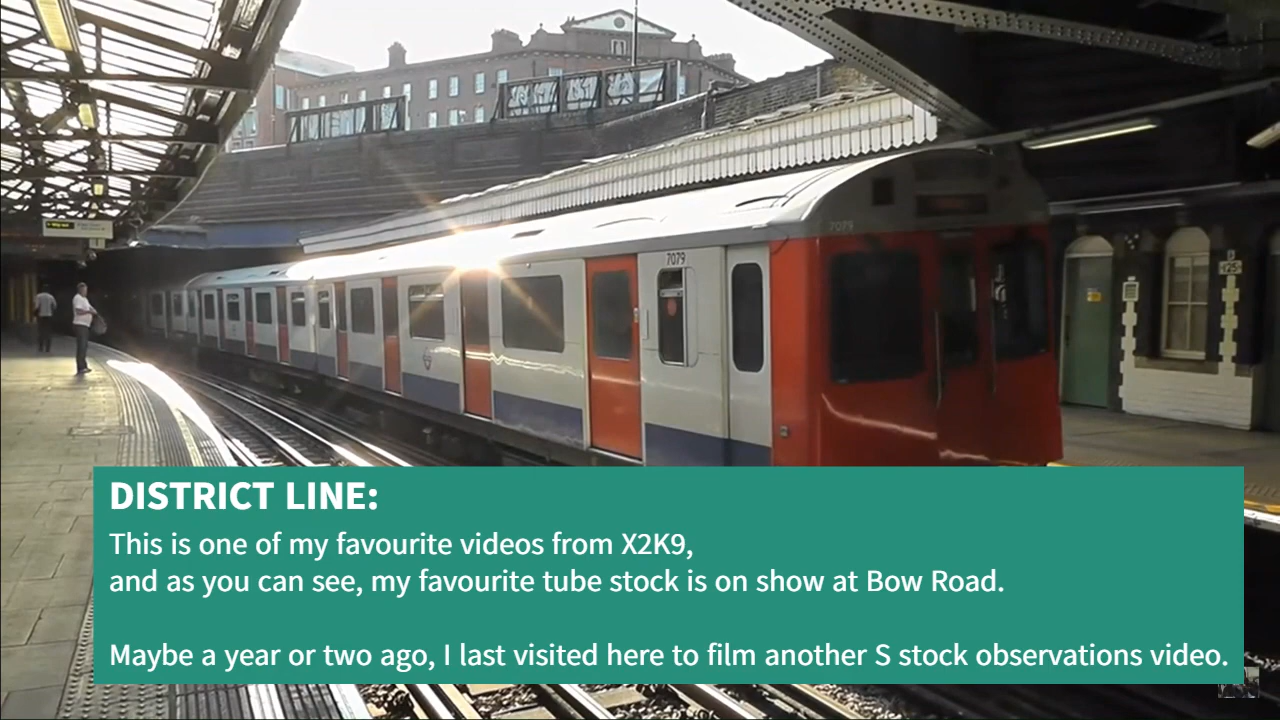 7079
7079
DISTRICT LINE:
This is one of my favourite videos from X2K9,
and as you can see, my favourite tube stock is on show at Bow Road.
Maybe a year or two ago, I last visited here to film another S stock observations video.